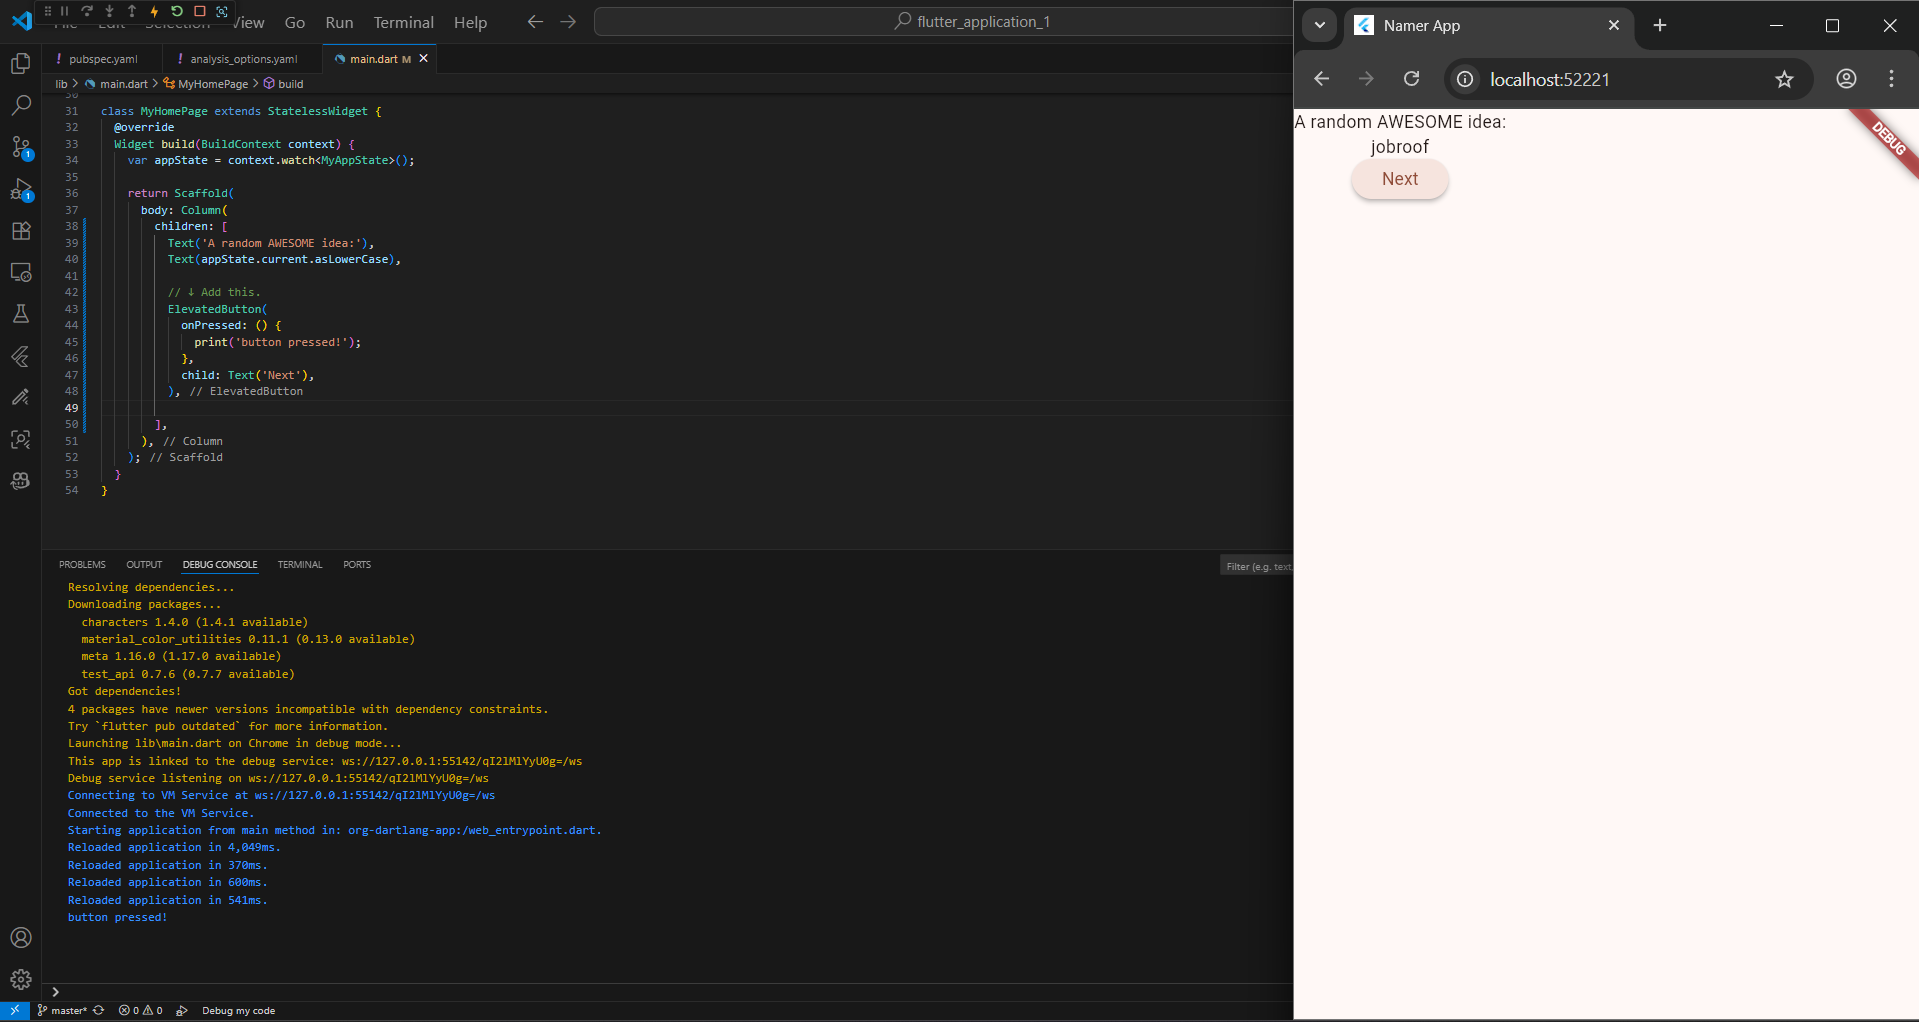 File Edit Selection View Go Run Terminal Help
flutter_application_1
pubspec.yaml
analysis_options.yaml
main.dart M
lib > main.dart > MyHomePage > build
30
31 class MyHomePage extends StatelessWidget {
32 @override
33 Widget build(BuildContext context) {
34 var appState = context.watch<MyAppState>();
35
36 return Scaffold(
37 body: Column(
38 children: [
39 Text('A random AWESOME idea:'),
40 Text(appState.current.asLowerCase),
41
42 // ↓ Add this.
43 ElevatedButton(
44 onPressed: () {
45 print('button pressed!');
46 },
47 child: Text('Next'),
48 ), // ElevatedButton
49
50 ],
51 ), // Column
52 ); // Scaffold
53 }
54 }
PROBLEMS OUTPUT DEBUG CONSOLE TERMINAL PORTS
Filter (e.g. text,
Resolving dependencies...
Downloading packages...
characters 1.4.0 (1.4.1 available)
material_color_utilities 0.11.1 (0.13.0 available)
meta 1.16.0 (1.17.0 available)
test_api 0.7.6 (0.7.7 available)
Got dependencies!
4 packages have newer versions incompatible with dependency constraints.
Try `flutter pub outdated` for more information.
Launching lib\main.dart on Chrome in debug mode...
This app is linked to the debug service: ws://127.0.0.1:55142/qI2lMlYyU0g=/ws
Debug service listening on ws://127.0.0.1:55142/qI2lMlYyU0g=/ws
Connecting to VM Service at ws://127.0.0.1:55142/qI2lMlYyU0g=/ws
Connected to the VM Service.
Starting application from main method in: org-dartlang-app:/web_entrypoint.dart.
Reloaded application in 4,049ms.
Reloaded application in 370ms.
Reloaded application in 600ms.
Reloaded application in 541ms.
button pressed!
master* 0 0 Debug my code
1
1
Namer App
localhost:52221
A random AWESOME idea:
jobroof
Next
DEBUG